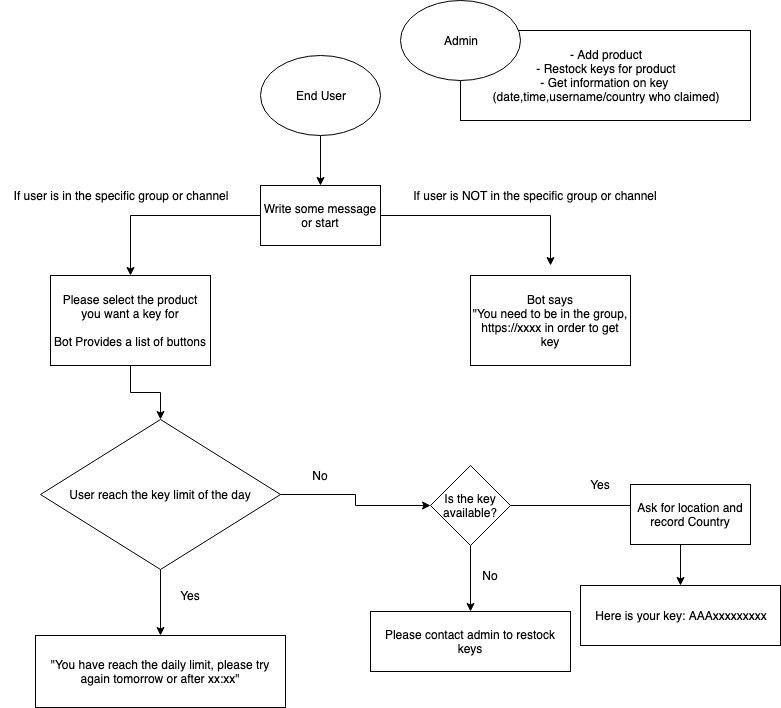 Admin
- Add product
- Restock keys for product
- Get information on key
(date,time,username/country who claimed)
End User
If user is in the specific group or channel
If user is NOT in the specific group or channel
Write some message
or start
Please select the product
you want a key for
Bot Provides a list of buttons
Bot says
"You need to be in the group,
https://xxxx in order to get
key
User reach the key limit of the day
No
Is the key
available?
Yes
Ask for location and
record Country
Yes
No
Here is your key: AAAxxxxxxxxx
"You have reach the daily limit, please try
again tomorrow or after xx:xx"
Please contact admin to restock
keys